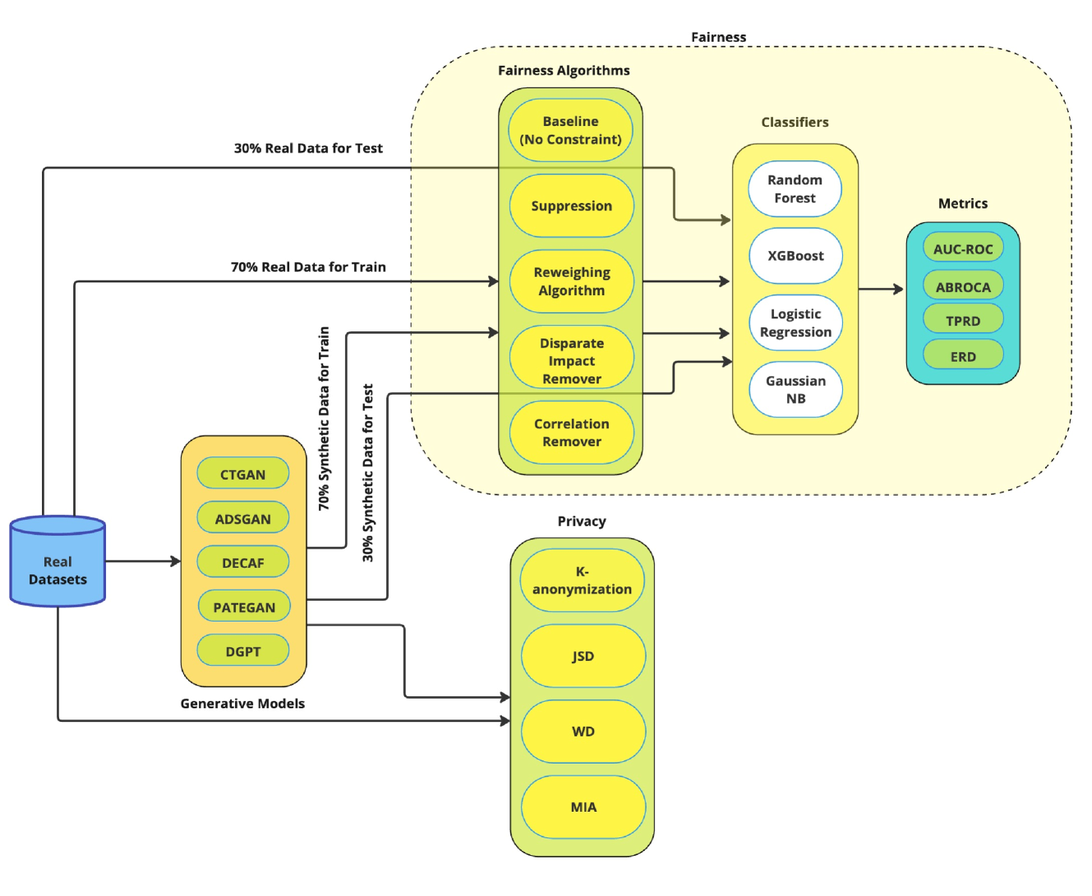 Fairness
Fairness Algorithms
Baseline
(No Constraint)
Suppression
Reweighing
Algorithm
Disparate
Impact
Remover
Correlation
Remover
Classifiers
Random
Forest
XGBoost
Logistic
Regression
Gaussian
NB
Metrics
AUC-ROC
ABROCA
TPRD
ERD
30% Real Data for Test
70% Real Data for Train
70% Synthetic Data for Train
30% Synthetic Data for Test
Real
Datasets
CTGAN
ADSGAN
DECAF
PATEGAN
DGPT
Generative Models
Privacy
K-
anonymization
JSD
WD
MIA